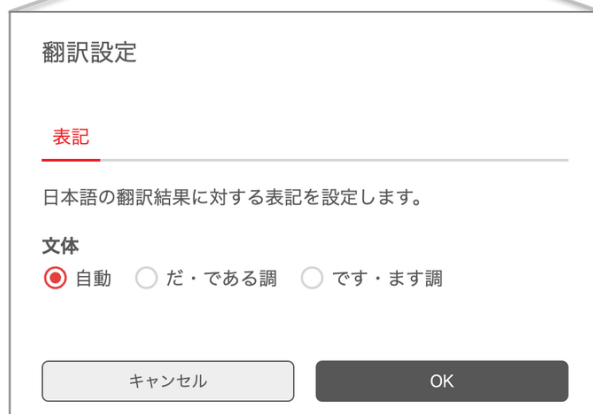 翻訳設定
表記
日本語の翻訳結果に対する表記を設定します。
文体
自動 だ・である調 です・ます調
キャンセル OK